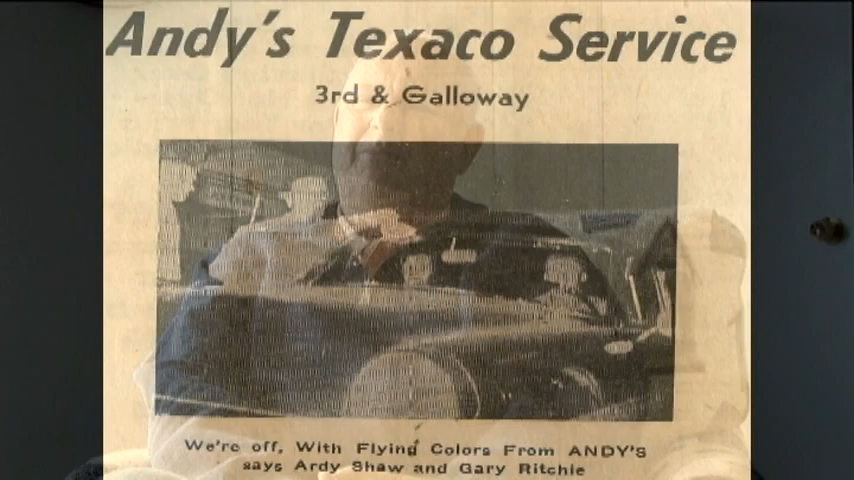 Andy's Texaco Service
3rd & Galloway
We're off, With Flying Colors From ANDY'S
says Ardy Shaw and Gary Ritchie